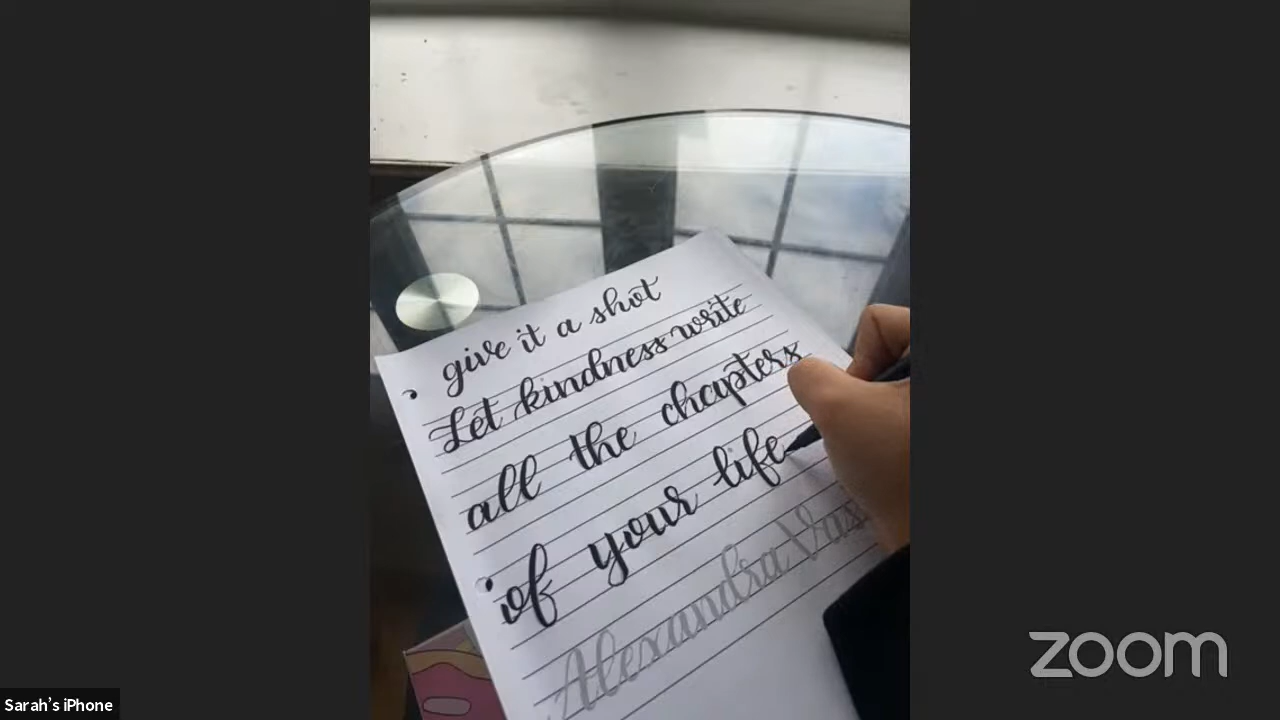 give it a shot
Let kindness write
all the chapters
of your life
Alexandra
Sarah's iPhone
zoom